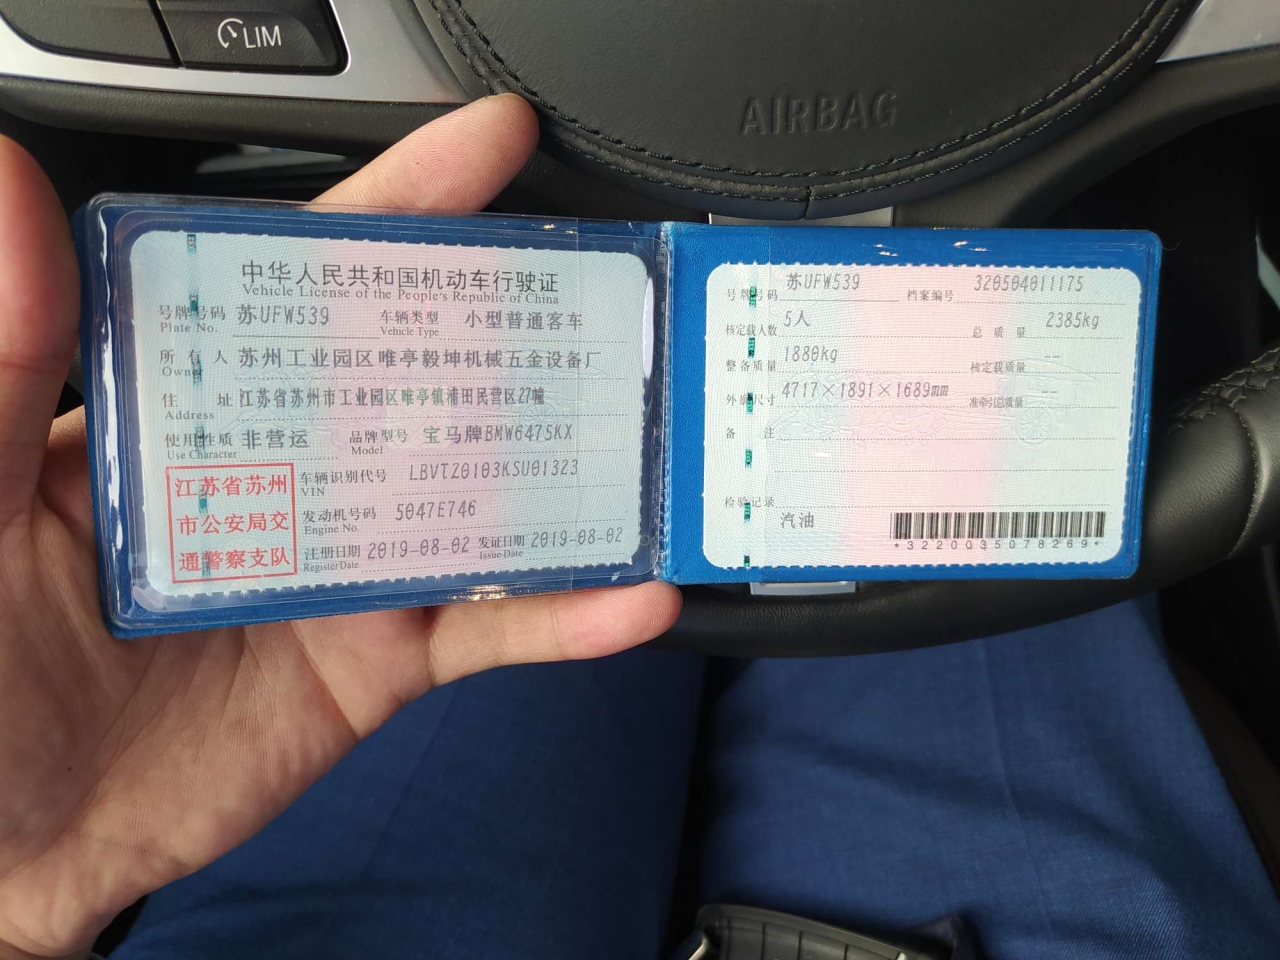 LIM
AIRBAG
中华人民共和国机动车行驶证
Vehicle License of the People's Republic of China
号牌号码 苏UFW539 车辆类型 小型普通客车
Plate No. Vehicle Type
所有人 苏州工业园区唯亭毅坤机械五金设备厂
Owner
住址 江苏省苏州市工业园区唯亭镇浦田民营区27幢
Address
使用性质 非营运 品牌型号 宝马牌BMW6475KX
Use Character Model
江苏省苏州
市公安局交
通警察支队
车辆识别代号 LBVTZ0103KSU01323
VIN
发动机号码 5047E746
Engine No.
注册日期 2019-08-02 发证日期 2019-08-02
Register Date Issue Date
号牌号码 苏UFW539 档案编号 320504011175
核定载人数 5人 总质量 2385kg
整备质量 1880kg 核定载质量 --
外廓尺寸 4717×1891×1689mm 准牵引总质量 --
备注
检验记录
汽油
*3220035078269*